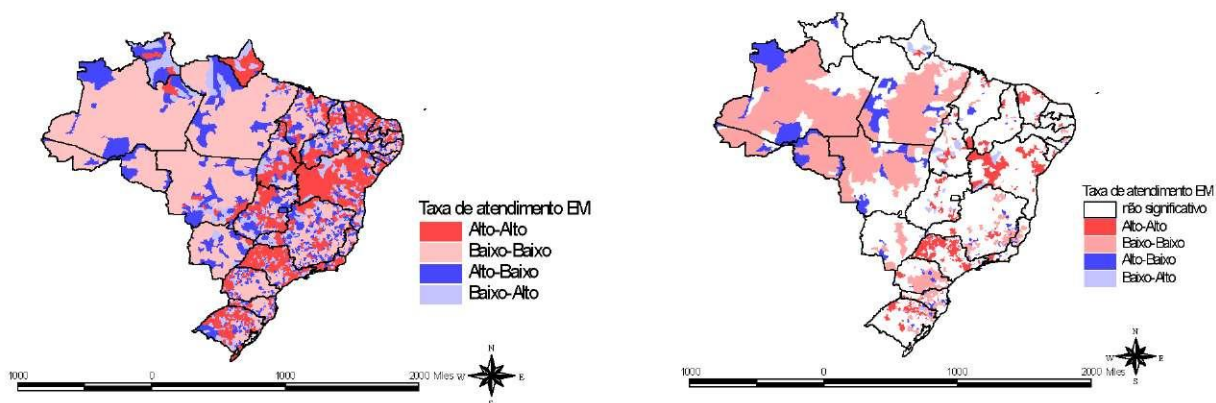 Taxa de atendimento EM
Alto-Alto
Baixo-Baixo
Alto-Baixo
Baixo-Alto
N
W
E
S
1000
0
1000
2000 Miles
Taxa de atendimento EM
não significativo
Alto-Alto
Baixo-Baixo
Alto-Baixo
Baixo-Alto
N
W
E
S
1000
0
1000
2000 Miles